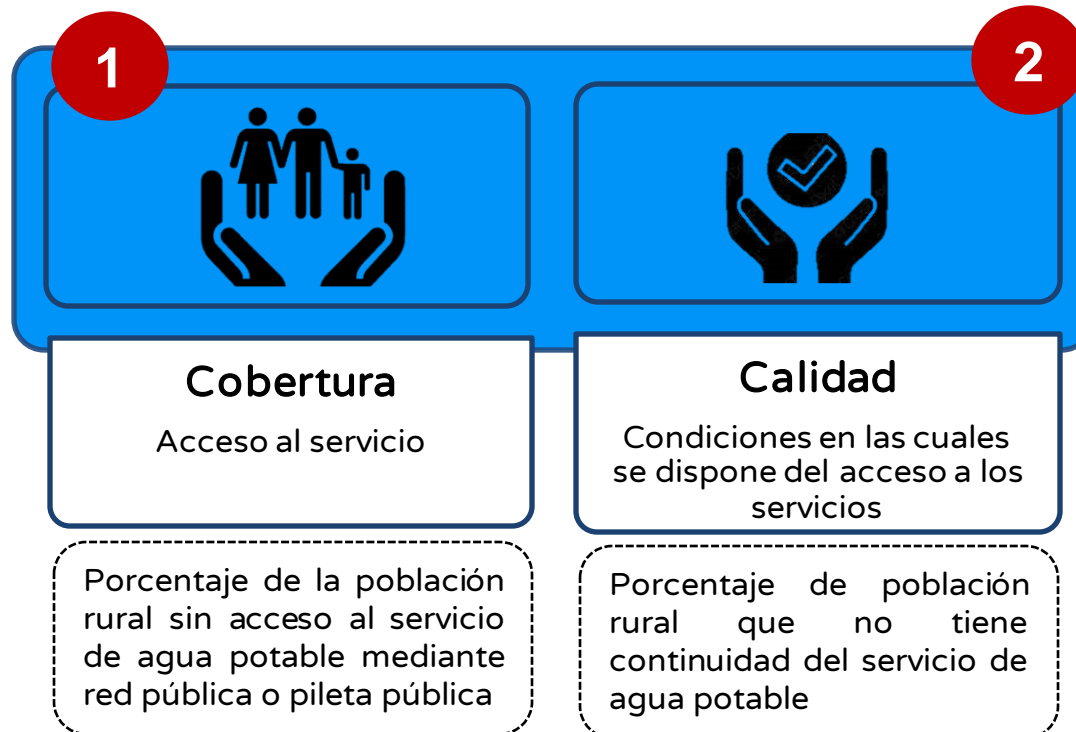 1
2
Cobertura
Acceso al servicio
Calidad
Condiciones en las cuales
se dispone del acceso a los
servicios
Porcentaje de la población
rural sin acceso al servicio
de agua potable mediante
red pública o pileta pública
Porcentaje de población
rural que no tiene
continuidad del servicio de
agua potable